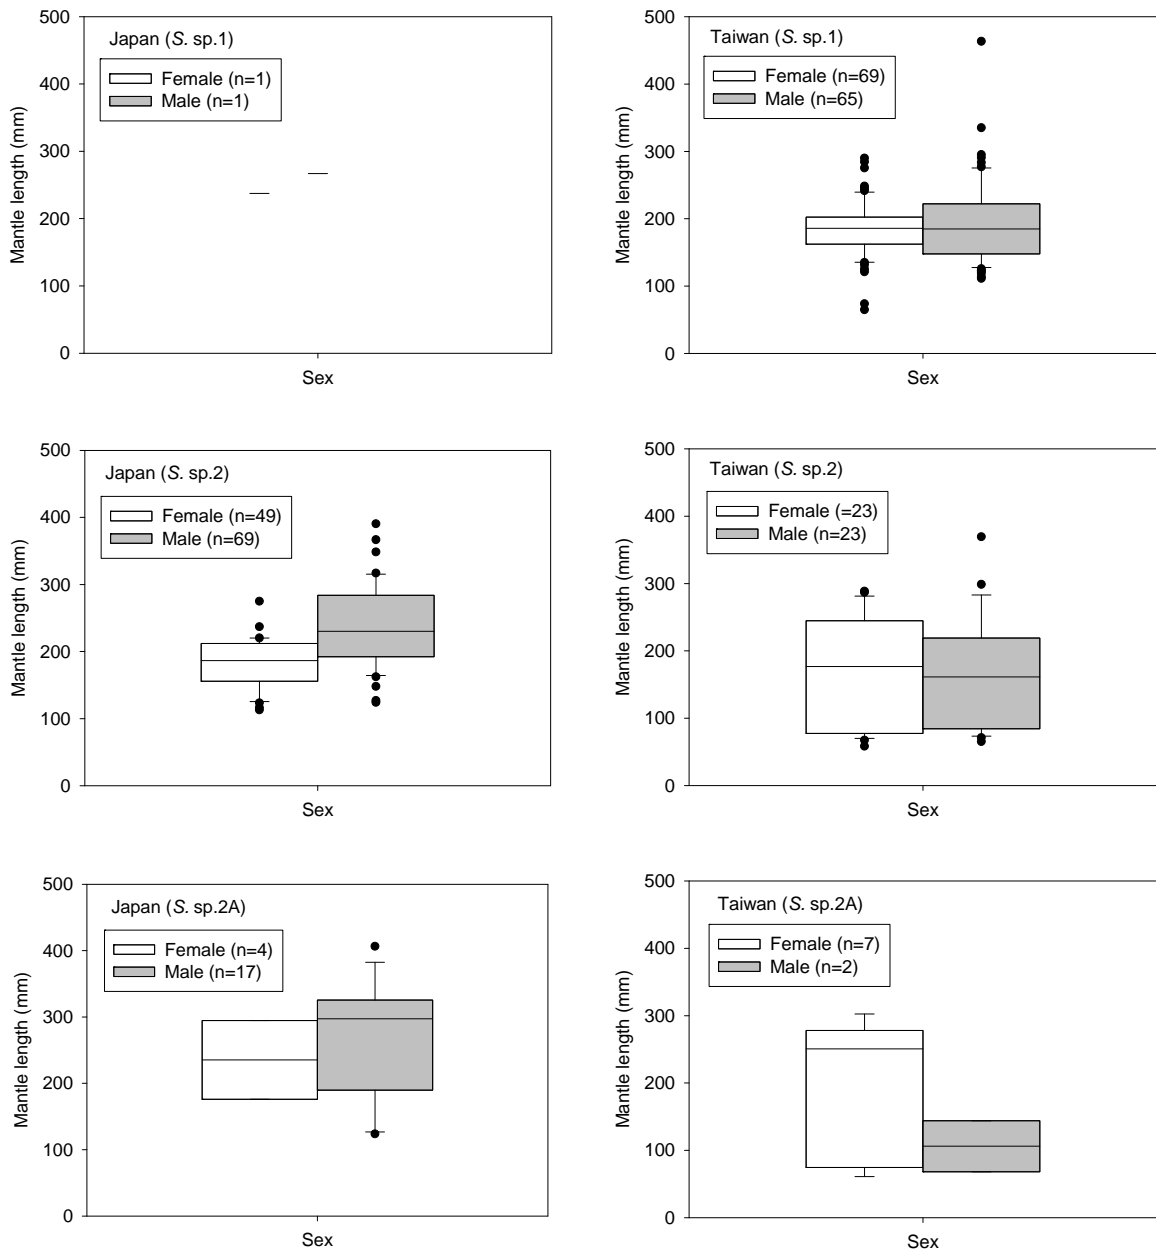 500
400
300
200
100
0
Mantle length (mm)
Japan (S. sp.1)
Female (n=1)
Male (n=1)
Sex
500
400
300
200
100
0
Mantle length (mm)
Taiwan (S. sp.1)
Female (n=69)
Male (n=65)
Sex
500
400
300
200
100
0
Mantle length (mm)
Japan (S. sp.2)
Female (n=49)
Male (n=69)
Sex
500
400
300
200
100
0
Mantle length (mm)
Taiwan (S. sp.2)
Female (=23)
Male (n=23)
Sex
500
400
300
200
100
0
Mantle length (mm)
Japan (S. sp.2A)
Female (n=4)
Male (n=17)
Sex
500
400
300
200
100
0
Mantle length (mm)
Taiwan (S. sp.2A)
Female (n=7)
Male (n=2)
Sex